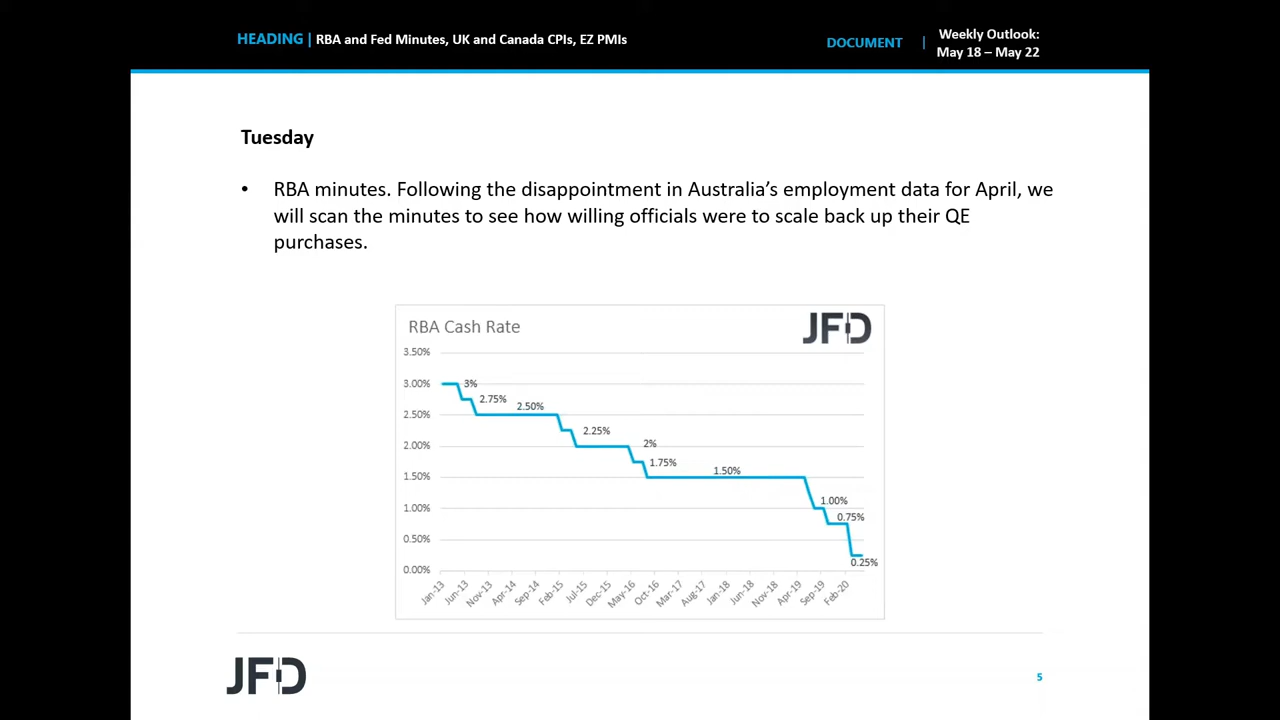 HEADING | RBA and Fed Minutes, UK and Canada CPIs, EZ PMIs
DOCUMENT | Weekly Outlook:
May 18 – May 22
Tuesday
• RBA minutes. Following the disappointment in Australia’s employment data for April, we
will scan the minutes to see how willing officials were to scale back up their QE
purchases.
RBA Cash Rate
JFD
3.50%
3.00%
2.50%
2.00%
1.50%
1.00%
0.50%
0.00%
3%
2.75%
2.50%
2.25%
2%
1.75%
1.50%
1.00%
0.75%
0.25%
Jan-13
Jun-13
Nov-13
Apr-14
Sep-14
Feb-15
Jul-15
Dec-15
May-16
Oct-16
Mar-17
Aug-17
Jan-18
Jun-18
Nov-18
Apr-19
Sep-19
Feb-20
JFD
5